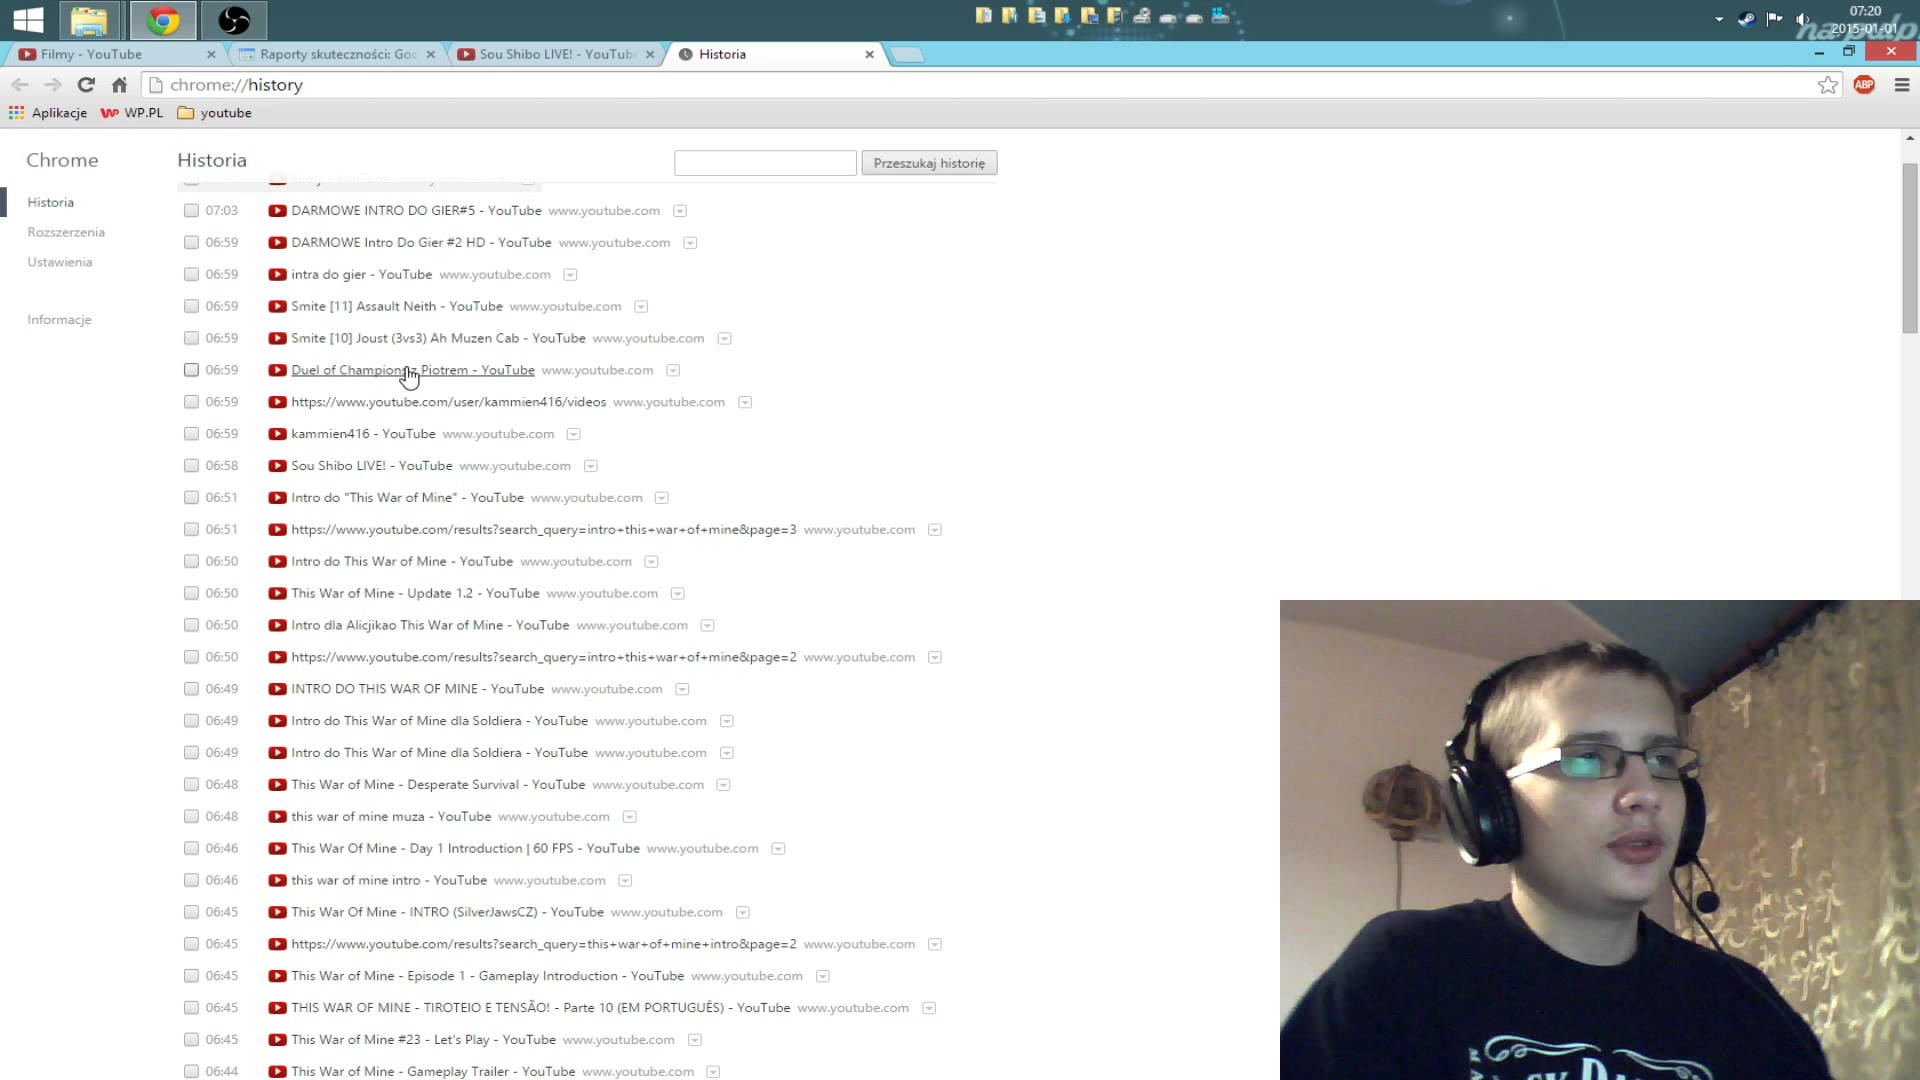 07:20
2015-01-01
Filmy - YouTube
Raporty skuteczności: Goo
Sou Shibo LIVE! - YouTube
Historia
chrome://history
ABP
Aplikacje
WP.PL
youtube
Chrome
Historia
Przeszukaj historię
Historia
Rozszerzenia
Ustawienia
Informacje
07:03 DARMOWE INTRO DO GIER#5 - YouTube www.youtube.com
06:59 DARMOWE Intro Do Gier #2 HD - YouTube www.youtube.com
06:59 intra do gier - YouTube www.youtube.com
06:59 Smite [11] Assault Neith - YouTube www.youtube.com
06:59 Smite [10] Joust (3vs3) Ah Muzen Cab - YouTube www.youtube.com
06:59 Duel of Champions z Piotrem - YouTube www.youtube.com
06:59 https://www.youtube.com/user/kammien416/videos www.youtube.com
06:59 kammien416 - YouTube www.youtube.com
06:58 Sou Shibo LIVE! - YouTube www.youtube.com
06:51 Intro do "This War of Mine" - YouTube www.youtube.com
06:51 https://www.youtube.com/results?search_query=intro+this+war+of+mine&page=3 www.youtube.com
06:50 Intro do This War of Mine - YouTube www.youtube.com
06:50 This War of Mine - Update 1.2 - YouTube www.youtube.com
06:50 Intro dla Alicjikao This War of Mine - YouTube www.youtube.com
06:50 https://www.youtube.com/results?search_query=intro+this+war+of+mine&page=2 www.youtube.com
06:49 INTRO DO THIS WAR OF MINE - YouTube www.youtube.com
06:49 Intro do This War of Mine dla Soldiera - YouTube www.youtube.com
06:49 Intro do This War of Mine dla Soldiera - YouTube www.youtube.com
06:48 This War of Mine - Desperate Survival - YouTube www.youtube.com
06:48 this war of mine muza - YouTube www.youtube.com
06:46 This War Of Mine - Day 1 Introduction | 60 FPS - YouTube www.youtube.com
06:46 this war of mine intro - YouTube www.youtube.com
06:45 This War Of Mine - INTRO (SilverJawsCZ) - YouTube www.youtube.com
06:45 https://www.youtube.com/results?search_query=this+war+of+mine+intro&page=2 www.youtube.com
06:45 This War of Mine - Episode 1 - Gameplay Introduction - YouTube www.youtube.com
06:45 THIS WAR OF MINE - TIROTEIO E TENSÃO! - Parte 10 (EM PORTUGUÊS) - YouTube www.youtube.com
06:45 This War of Mine #23 - Let's Play - YouTube www.youtube.com
06:44 This War of Mine - Gameplay Trailer - YouTube www.youtube.com